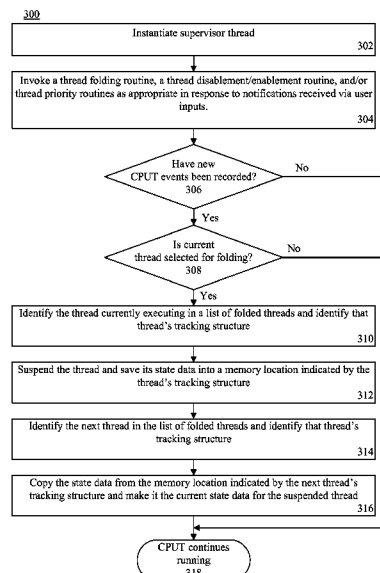 300
Instantiate supervisor thread
302
Invoke a thread folding routine, a thread disablement/enablement routine, and/or
thread priority routines as appropriate in response to notifications received via user
inputs.
304
Have new
CPUT events been recorded?
306
No
Yes
Is current
thread selected for folding?
308
No
Yes
Identify the thread currently executing in a list of folded threads and identify that
thread's tracking structure
310
Suspend the thread and save its state data into a memory location indicated by the
thread's tracking structure
312
Identify the next thread in the list of folded threads and identify that thread's
tracking structure
314
Copy the state data from the memory location indicated by the next thread's
tracking structure and make it the current state data for the suspended thread
316
CPUT continues
running
318